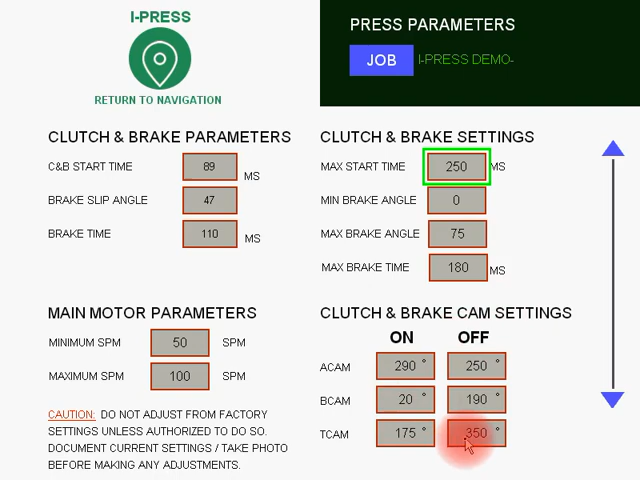 I-PRESS
RETURN TO NAVIGATION
PRESS PARAMETERS
JOB I-PRESS DEMO-
CLUTCH & BRAKE PARAMETERS
C&B START TIME 89 MS
BRAKE SLIP ANGLE 47
BRAKE TIME 110 MS
CLUTCH & BRAKE SETTINGS
MAX START TIME 250 MS
MIN BRAKE ANGLE 0
MAX BRAKE ANGLE 75
MAX BRAKE TIME 180 MS
MAIN MOTOR PARAMETERS
MINIMUM SPM 50 SPM
MAXIMUM SPM 100 SPM
CAUTION: DO NOT ADJUST FROM FACTORY
SETTINGS UNLESS AUTHORIZED TO DO SO.
DOCUMENT CURRENT SETTINGS / TAKE PHOTO
BEFORE MAKING ANY ADJUSTMENTS.
CLUTCH & BRAKE CAM SETTINGS
ON OFF
ACAM 290 ° 250 °
BCAM 20 ° 190 °
TCAM 175 ° 350 °